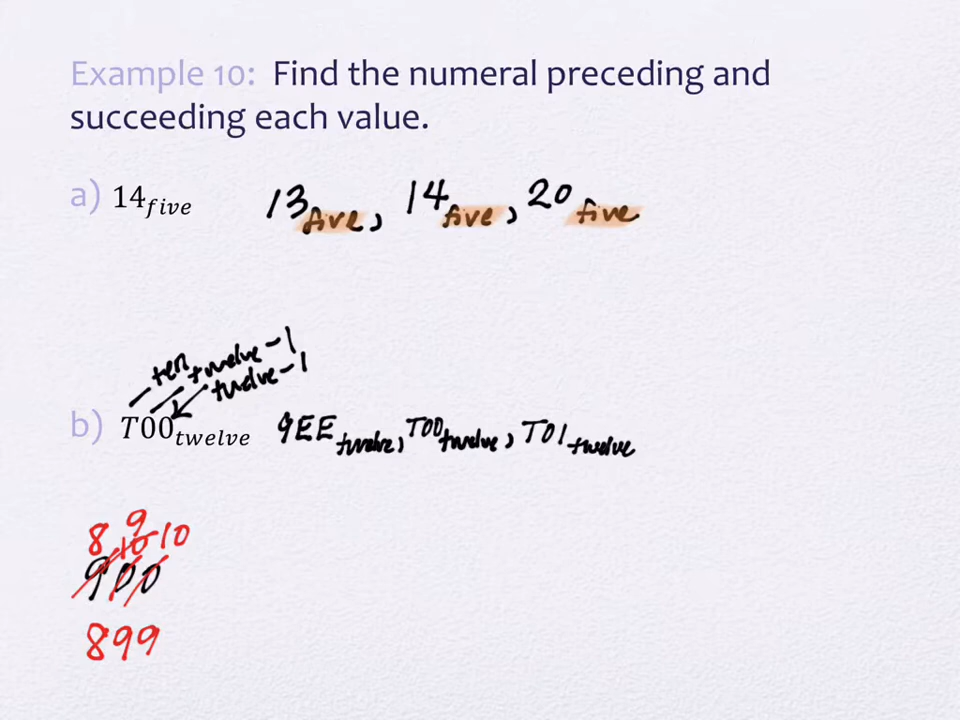 Example 10: Find the numeral preceding and
succeeding each value.
a) 14five 13five, 14five, 20five
ten twelve-1
twelve-1
b) T00twelve 9EEtwelve, T00twelve, T01twelve
9
8 10 10
900
899